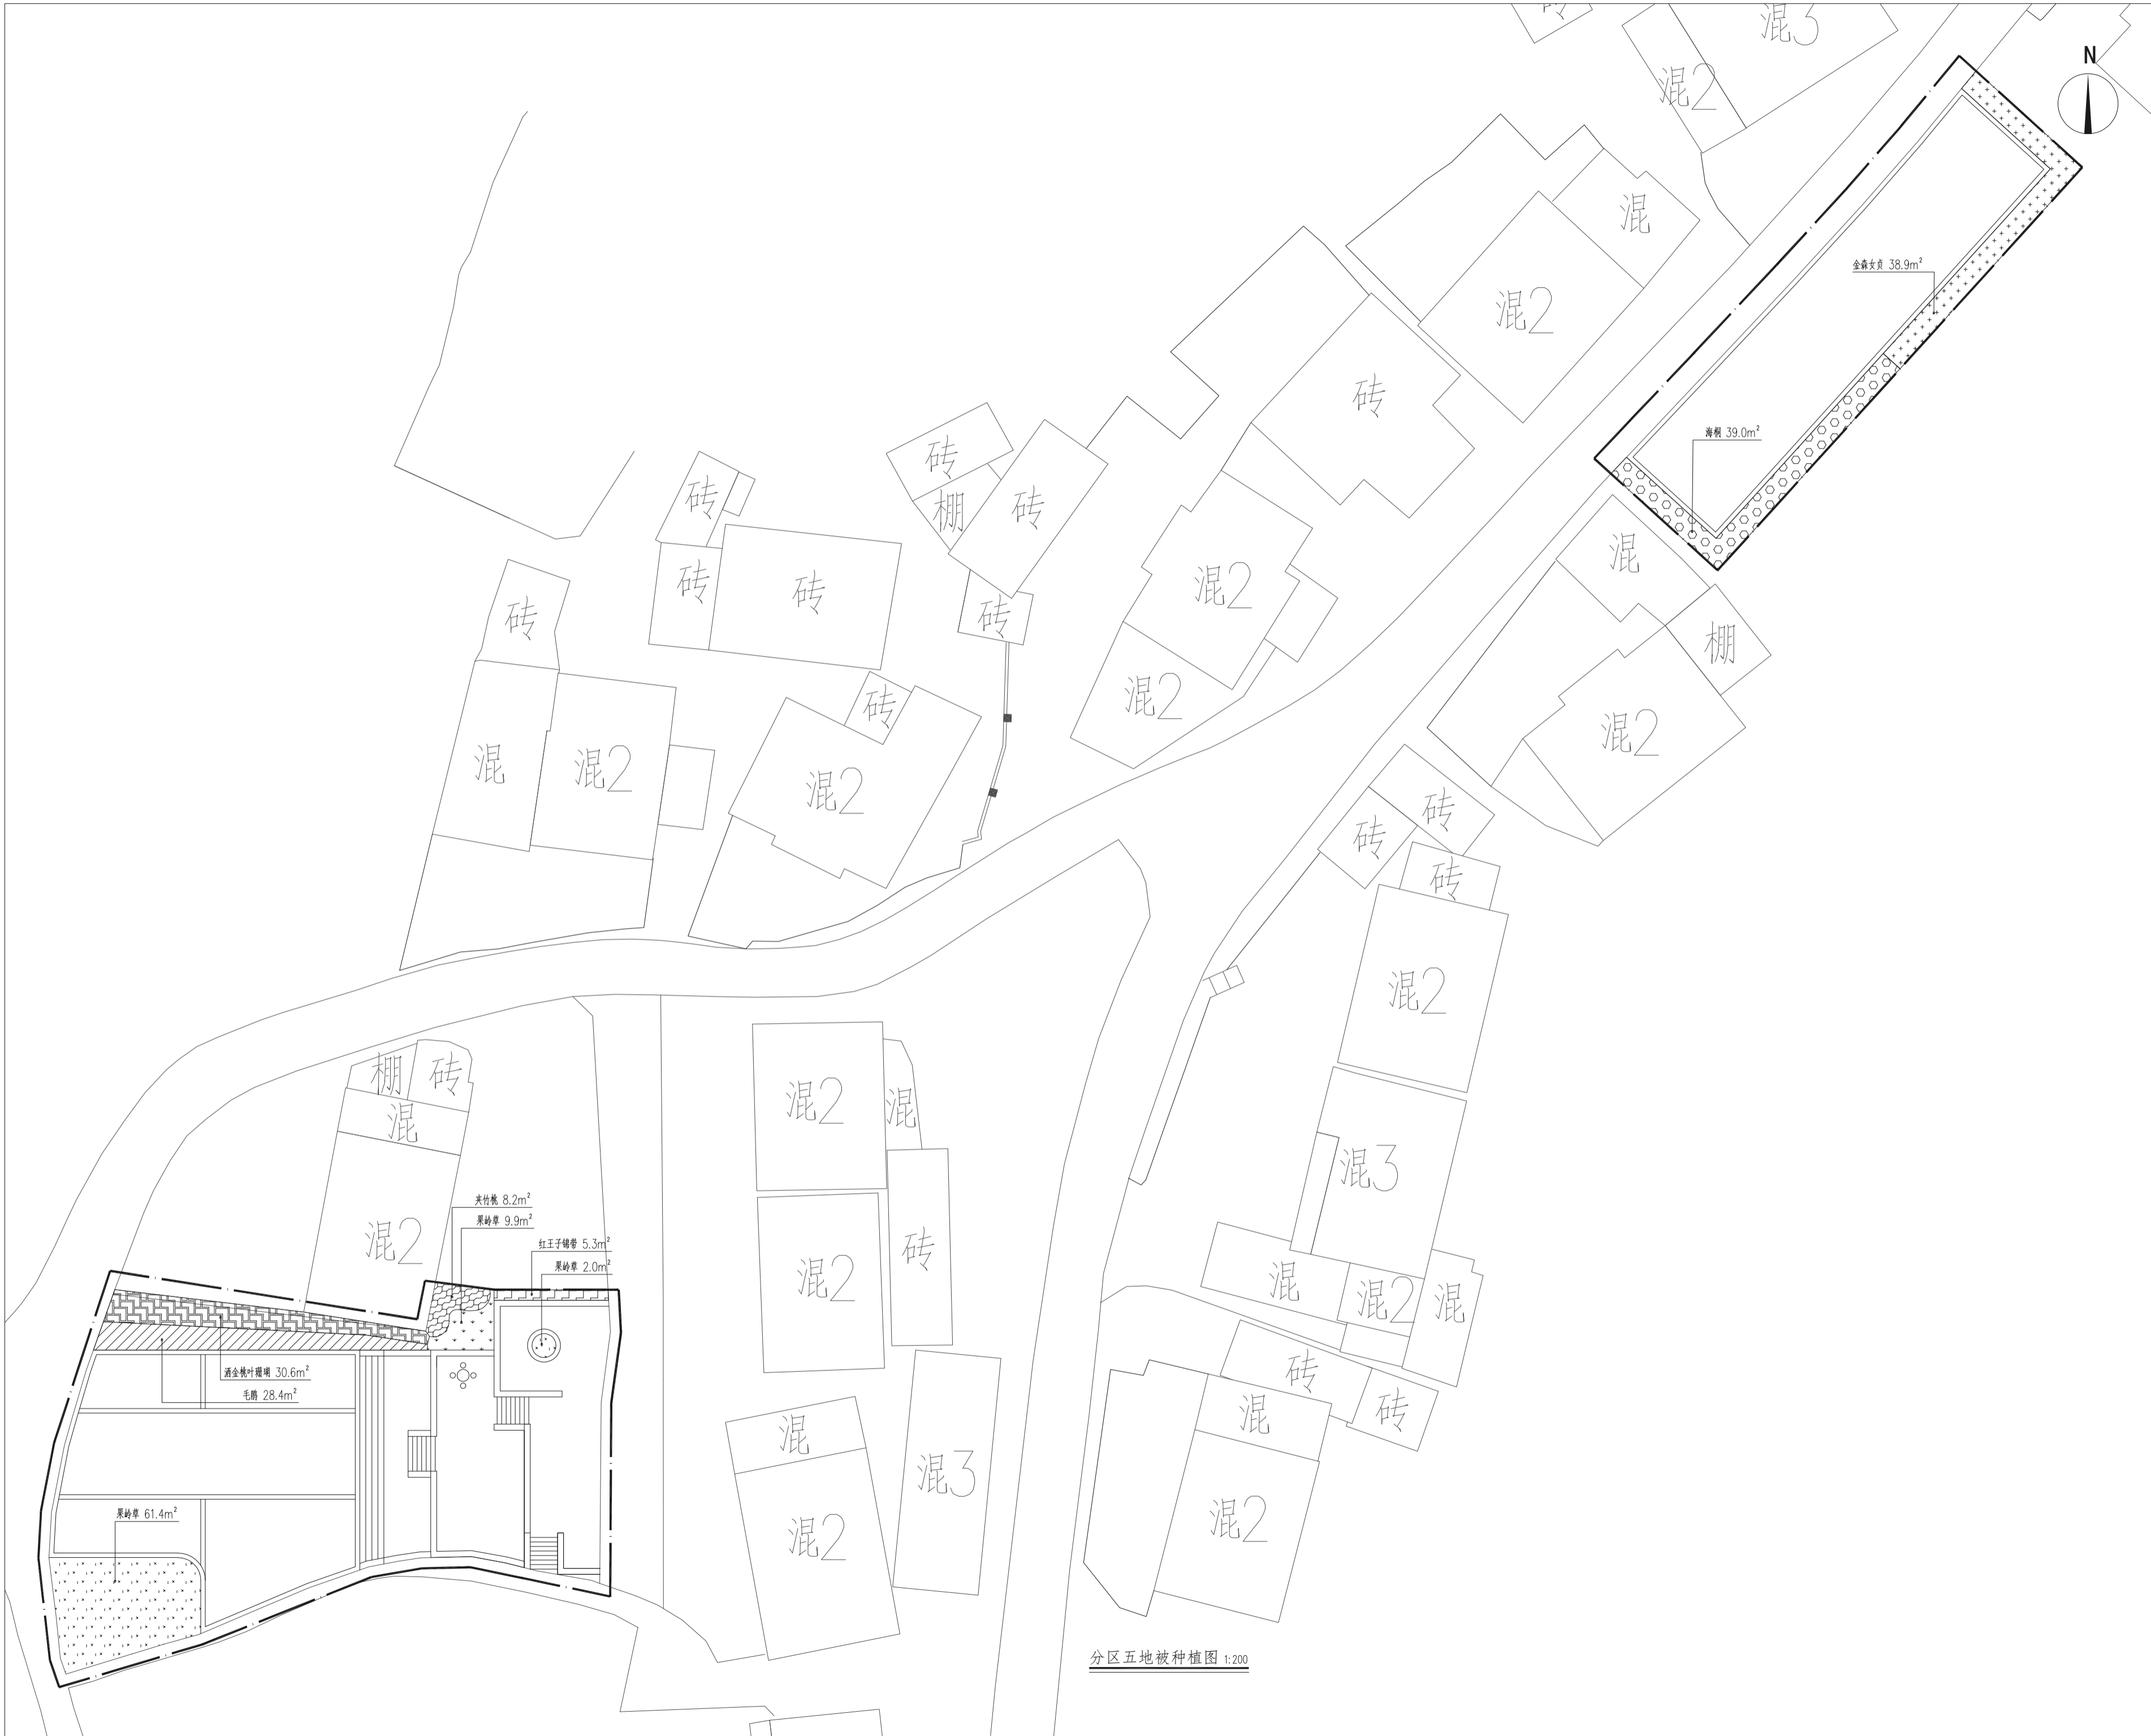 砖
混3
混2
N
混
金森女贞 38.9m²
混2
砖
海桐 39.0m²
砖
砖
砖
棚
混
砖
砖
混2
砖
砖
棚
混2
砖
混2
混
混2
混2
砖
砖
砖
混2
棚
砖
混2
混
混
混3
夹竹桃 8.2m²
果岭草 9.9m²
混2
砖
红王子锦带 5.3m²
果岭草 2.0m²
混2
混
混2
混
砖
洒金桃叶珊瑚 30.6m²
毛鹃 28.4m²
混
混
砖
混3
果岭草 61.4m²
混2
混2
分区五地被种植图 1:200